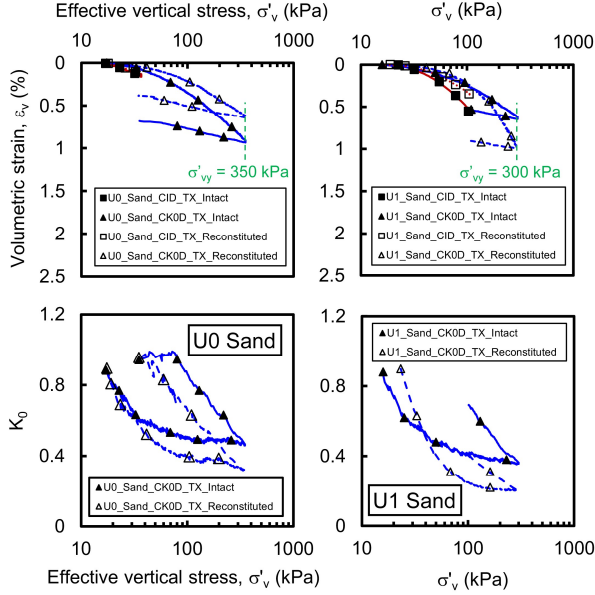 Effective vertical stress, σ'v (kPa)
σ'v (kPa)
10 100 1000
10 100 1000
Volumetric strain, εv (%)
0
0.5
1
1.5
2
2.5
σ'vy = 350 kPa
U0_Sand_CID_TX_Intact
U0_Sand_CK0D_TX_Intact
U0_Sand_CID_TX_Reconstituted
U0_Sand_CK0D_TX_Reconstituted
0
0.5
1
1.5
2
2.5
σ'vy = 300 kPa
U1_Sand_CID_TX_Intact
U1_Sand_CK0D_TX_Intact
U1_Sand_CID_TX_Reconstituted
U1_Sand_CK0D_TX_Reconstituted
K0
1.2
0.8
0.4
0
U0 Sand
U0_Sand_CK0D_TX_Intact
U0_Sand_CK0D_TX_Reconstituted
10 100 1000
Effective vertical stress, σ'v (kPa)
1.2
0.8
0.4
0
U1_Sand_CK0D_TX_Intact
U1_Sand_CK0D_TX_Reconstituted
U1 Sand
10 100 1000
σ'v (kPa)